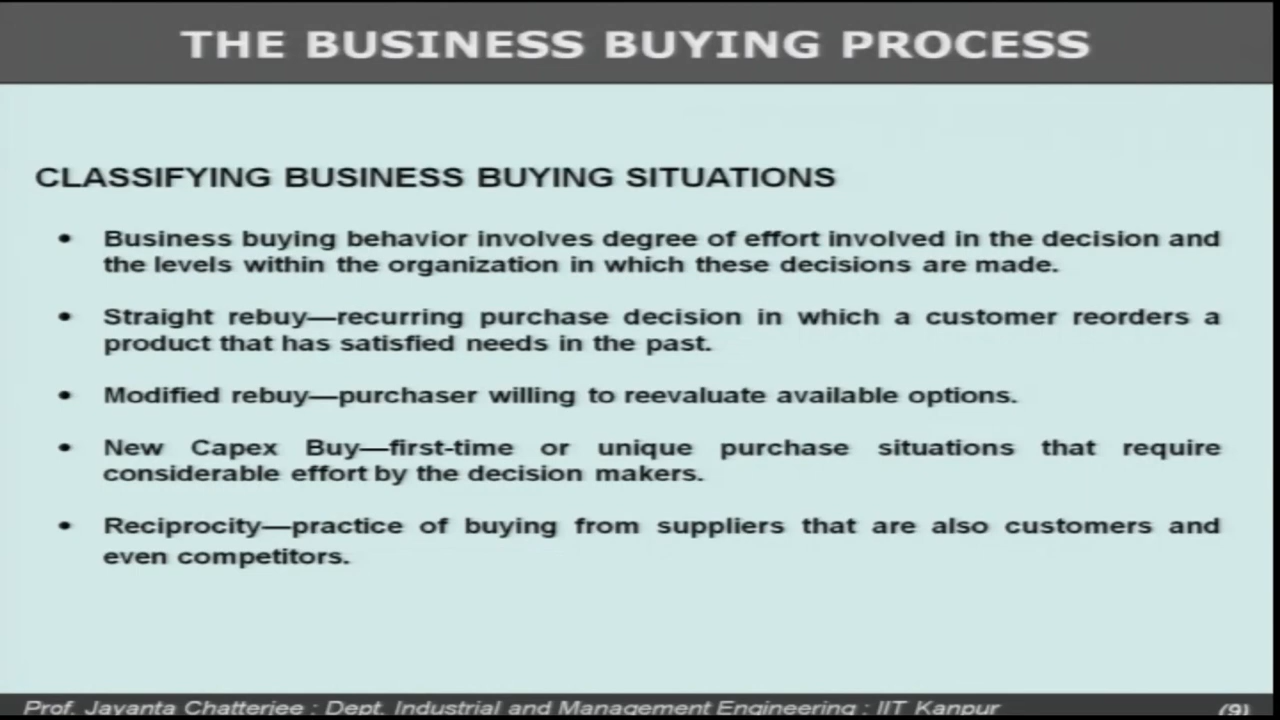 THE BUSINESS BUYING PROCESS
CLASSIFYING BUSINESS BUYING SITUATIONS
• Business buying behavior involves degree of effort involved in the decision and
the levels within the organization in which these decisions are made.
• Straight rebuy—recurring purchase decision in which a customer reorders a
product that has satisfied needs in the past.
• Modified rebuy—purchaser willing to reevaluate available options.
• New Capex Buy—first-time or unique purchase situations that require
considerable effort by the decision makers.
• Reciprocity—practice of buying from suppliers that are also customers and
even competitors.
Prof. Jayanta Chatterjee : Dept. Industrial and Management Engineering : IIT Kanpur (9)